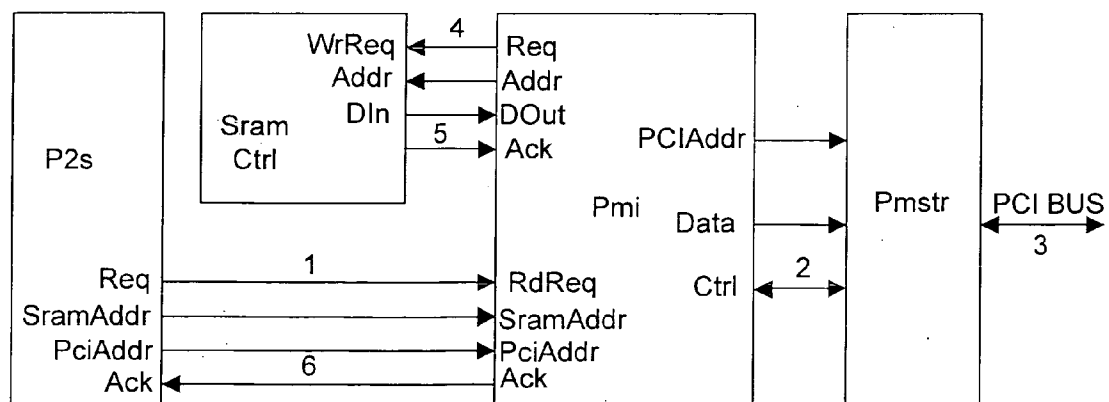 WrReq 4 Req
Addr Addr
DIn DOut
Sram 5 Ack
Ctrl
P2s
PCIAddr
Pmi
Data
Pmstr
PCI BUS
3
Ctrl 2
Req 1 RdReq
SramAddr SramAddr
PciAddr PciAddr
Ack 6 Ack